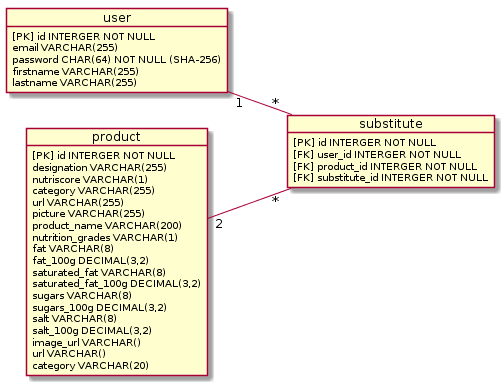 user
[PK] id INTERGER NOT NULL
email VARCHAR(255)
password CHAR(64) NOT NULL (SHA-256)
firstname VARCHAR(255)
lastname VARCHAR(255)
1
*
substitute
[PK] id INTERGER NOT NULL
[FK] user_id INTERGER NOT NULL
[FK] product_id INTERGER NOT NULL
[FK] substitute_id INTERGER NOT NULL
*
2
product
[PK] id INTERGER NOT NULL
designation VARCHAR(255)
nutriscore VARCHAR(1)
category VARCHAR(255)
url VARCHAR(255)
picture VARCHAR(255)
product_name VARCHAR(200)
nutrition_grades VARCHAR(1)
fat VARCHAR(8)
fat_100g DECIMAL(3,2)
saturated_fat VARCHAR(8)
saturated_fat_100g DECIMAL(3,2)
sugars VARCHAR(8)
sugars_100g DECIMAL(3,2)
salt VARCHAR(8)
salt_100g DECIMAL(3,2)
image_url VARCHAR()
url VARCHAR()
category VARCHAR(20)